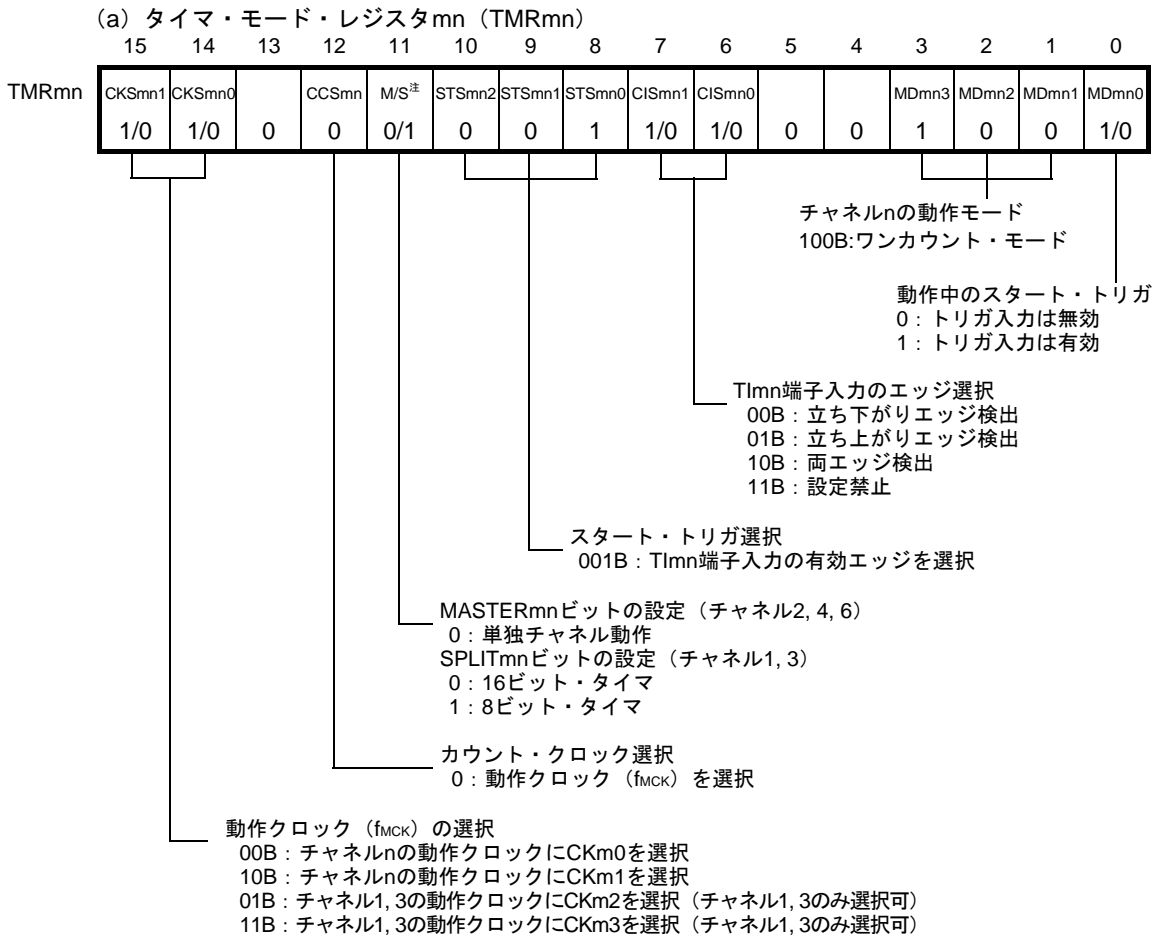 (a) タイマ・モード・レジスタmn（TMRmn）
15 14 13 12 11 10 9 8 7 6 5 4 3 2 1 0
TMRmn CKSmn1 CKSmn0 CCSmn M/S注 STSmn2 STSmn1 STSmn0 CISmn1 CISmn0 MDmn3 MDmn2 MDmn1 MDmn0
1/0 1/0 0 0 0/1 0 0 1 1/0 1/0 0 0 1 0 0 1/0
チャネルnの動作モード
100B:ワンカウント・モード
動作中のスタート・トリガ
0：トリガ入力は無効
1：トリガ入力は有効
TImn端子入力のエッジ選択
00B：立ち下がりエッジ検出
01B：立ち上がりエッジ検出
10B：両エッジ検出
11B：設定禁止
スタート・トリガ選択
001B：TImn端子入力の有効エッジを選択
MASTERmnビットの設定（チャネル2, 4, 6）
0：単独チャネル動作
SPLITmnビットの設定（チャネル1, 3）
0：16ビット・タイマ
1：8ビット・タイマ
カウント・クロック選択
0：動作クロック（fMCK）を選択
動作クロック（fMCK）の選択
00B：チャネルnの動作クロックにCKm0を選択
10B：チャネルnの動作クロックにCKm1を選択
01B：チャネル1, 3の動作クロックにCKm2を選択（チャネル1, 3のみ選択可）
11B：チャネル1, 3の動作クロックにCKm3を選択（チャネル1, 3のみ選択可）